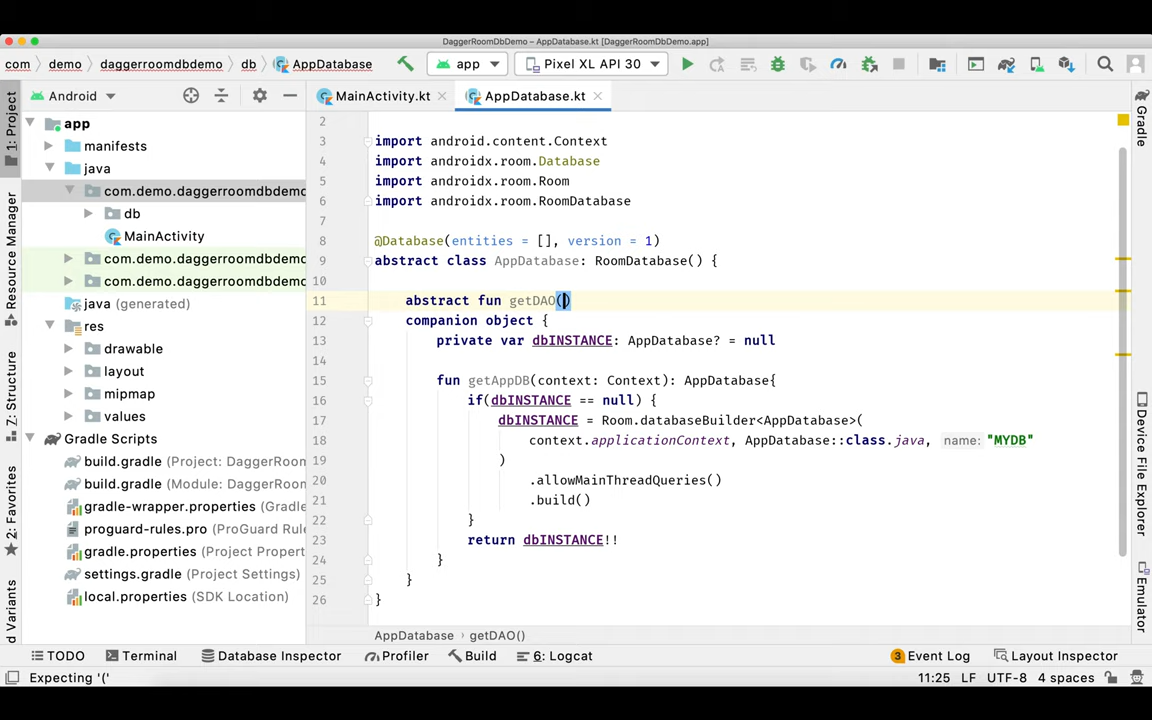 DaggerRoomDbDemo – AppDatabase.kt [DaggerRoomDbDemo.app]
com demo daggerroomdbdemo db AppDatabase app Pixel XL API 30
Android MainActivity.kt AppDatabase.kt
1: Project
Resource Manager
Z: Structure
2: Favorites
d Variants
app
manifests
java
com.demo.daggerroomdbdemo
db
MainActivity
com.demo.daggerroomdbdemo
com.demo.daggerroomdbdemo
java (generated)
res
drawable
layout
mipmap
values
Gradle Scripts
build.gradle (Project: DaggerRoom
build.gradle (Module: DaggerRoom
gradle-wrapper.properties
proguard-rules.pro (ProGuard Rule
gradle.properties (Project Propert
settings.gradle (Project Settings)
local.properties (SDK Location)
2
3 import android.content.Context
4 import androidx.room.Database
5 import androidx.room.Room
6 import androidx.room.RoomDatabase
7
8 @Database(entities = [], version = 1)
9 abstract class AppDatabase: RoomDatabase() {
10
11 abstract fun getDAO()
12 companion object {
13 private var dbINSTANCE: AppDatabase? = null
14
15 fun getAppDB(context: Context): AppDatabase{
16 if(dbINSTANCE == null) {
17 dbINSTANCE = Room.databaseBuilder<AppDatabase>(
18 context.applicationContext, AppDatabase::class.java, name: "MYDB"
19 )
20 .allowMainThreadQueries()
21 .build()
22 }
23 return dbINSTANCE!!
24 }
25 }
26 }
Gradle
Device File Explorer
Emulator
AppDatabase › getDAO()
TODO Terminal Database Inspector Profiler Build 6: Logcat 3 Event Log Layout Inspector
Expecting '(' 11:25 LF UTF-8 4 spaces